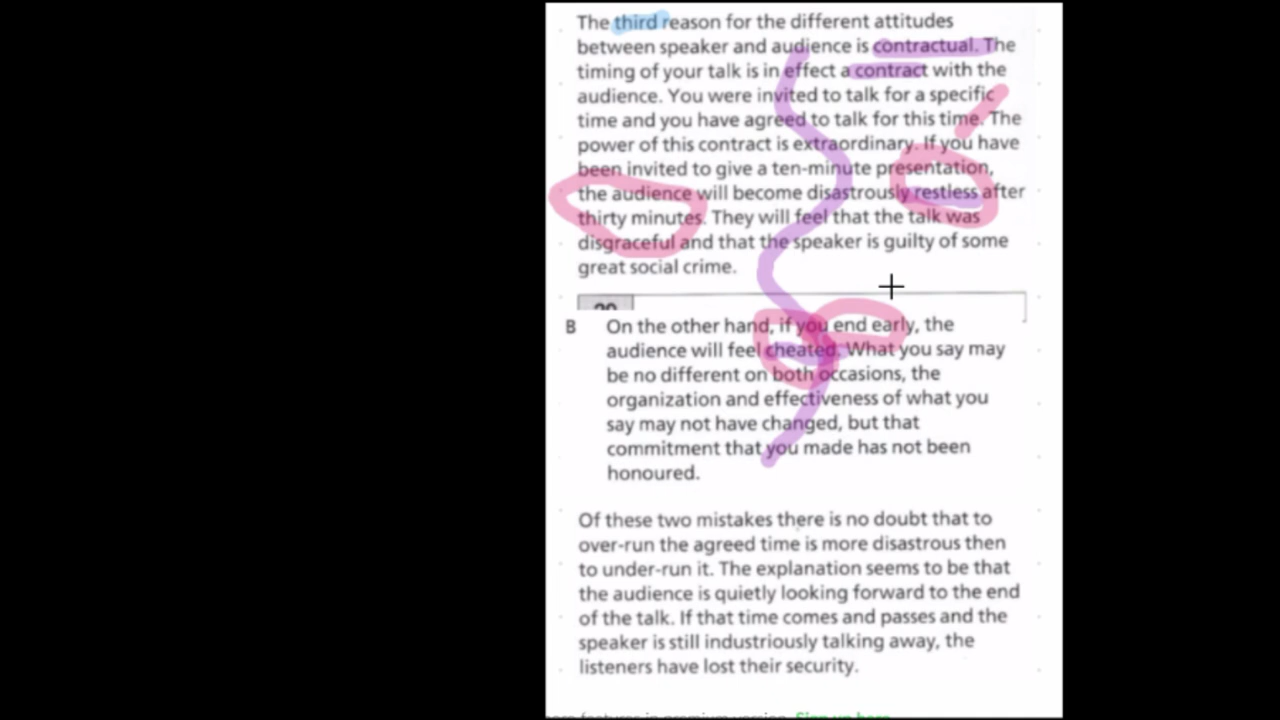 The third reason for the different attitudes
between speaker and audience is contractual. The
timing of your talk is in effect a contract with the
audience. You were invited to talk for a specific
time and you have agreed to talk for this time. The
power of this contract is extraordinary. If you have
been invited to give a ten-minute presentation,
the audience will become disastrously restless after
thirty minutes. They will feel that the talk was
disgraceful and that the speaker is guilty of some
great social crime.
B On the other hand, if you end early, the
audience will feel cheated. What you say may
be no different on both occasions, the
organization and effectiveness of what you
say may not have changed, but that
commitment that you made has not been
honoured.
Of these two mistakes there is no doubt that to
over-run the agreed time is more disastrous then
to under-run it. The explanation seems to be that
the audience is quietly looking forward to the end
of the talk. If that time comes and passes and the
speaker is still industriously talking away, the
listeners have lost their security.